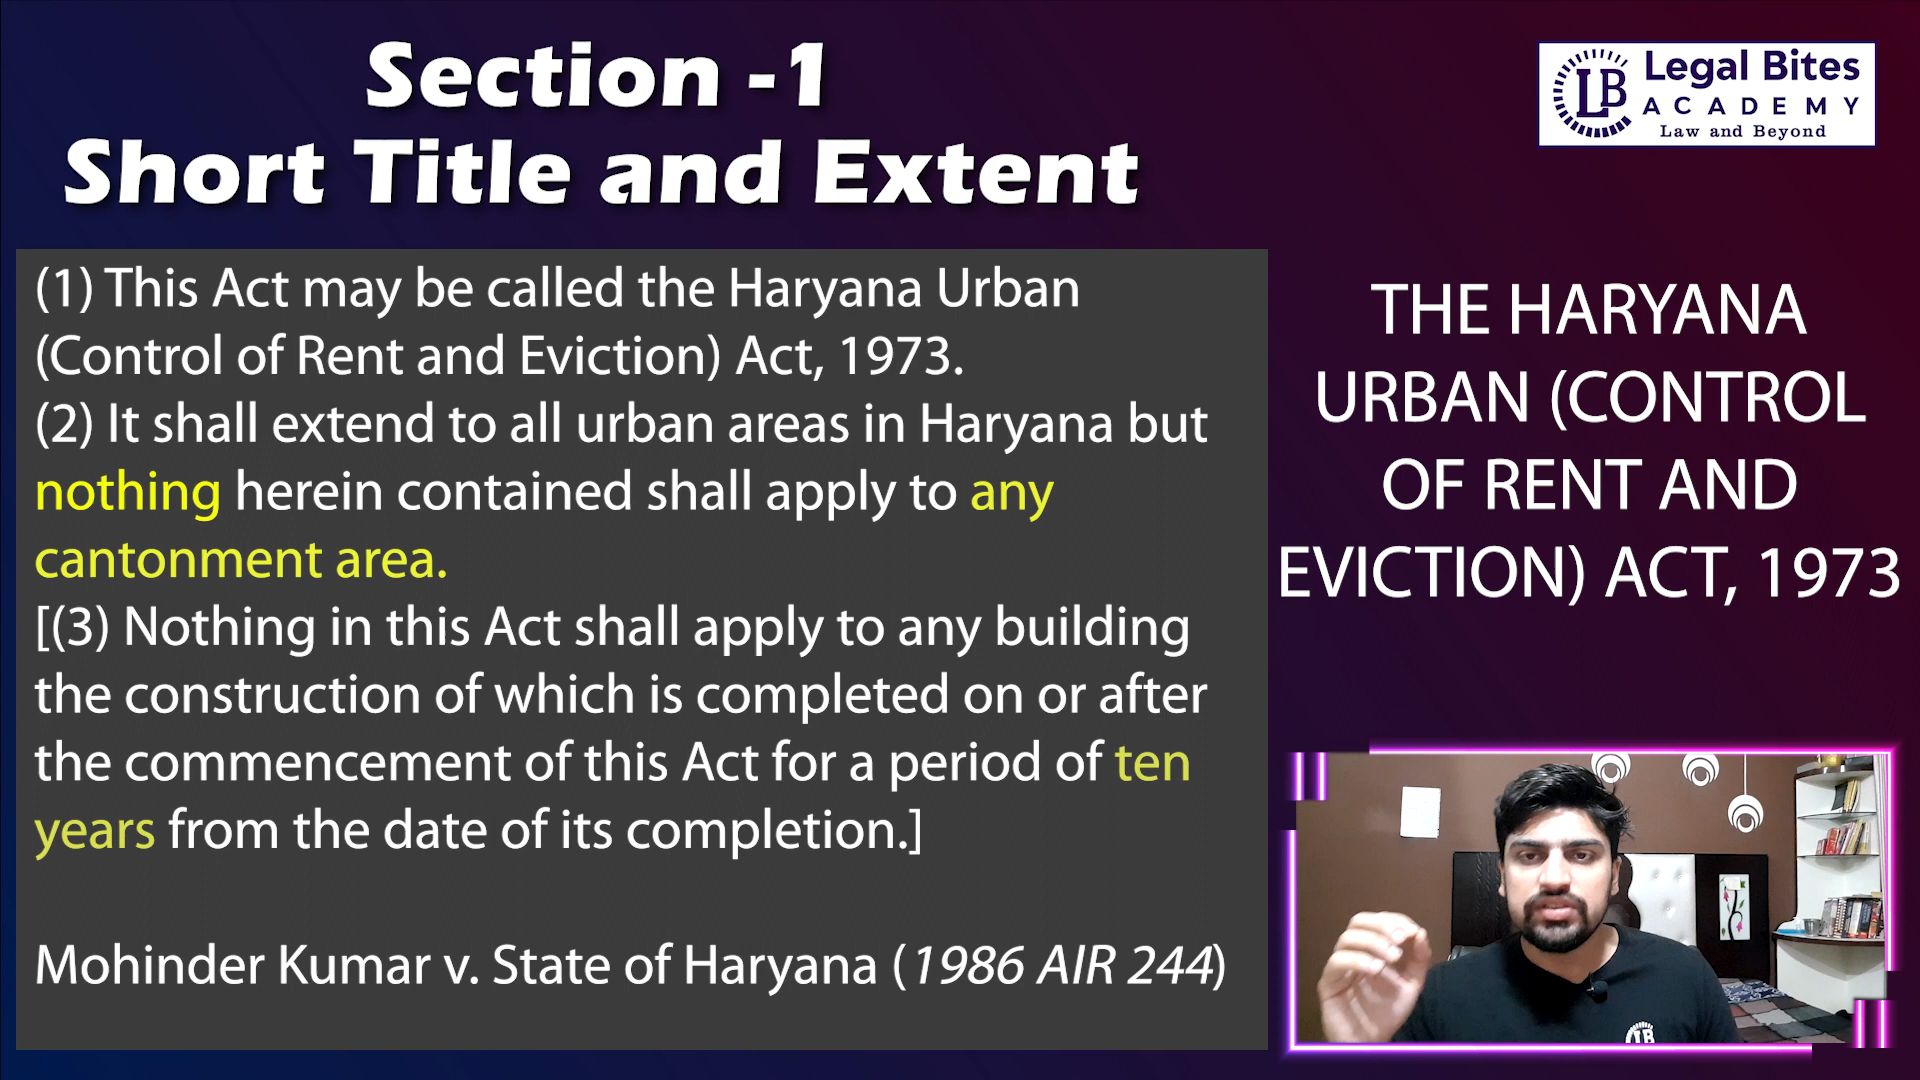 Section -1
Short Title and Extent
LB
Legal Bites
ACADEMY
Law and Beyond
(1) This Act may be called the Haryana Urban
(Control of Rent and Eviction) Act, 1973.
(2) It shall extend to all urban areas in Haryana but
nothing herein contained shall apply to any
cantonment area.
[(3) Nothing in this Act shall apply to any building
the construction of which is completed on or after
the commencement of this Act for a period of ten
years from the date of its completion.]
Mohinder Kumar v. State of Haryana (1986 AIR 244)
THE HARYANA
URBAN (CONTROL
OF RENT AND
EVICTION) ACT, 1973
LB